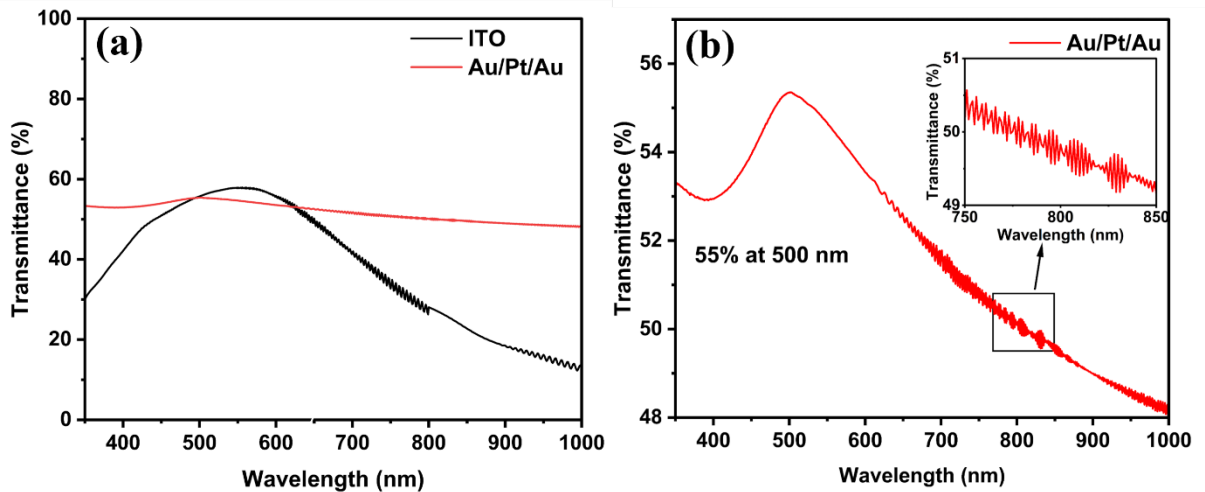 (a)
ITO
Au/Pt/Au
Transmittance (%)
100
80
60
40
20
0
400 500 600 700 800 900 1000
Wavelength (nm)
(b)
Au/Pt/Au
Transmittance (%)
56
54
52
50
48
55% at 500 nm
400 500 600 700 800 900 1000
Wavelength (nm)
Transmittance (%)
51
50
49
750 800 850
Wavelength (nm)